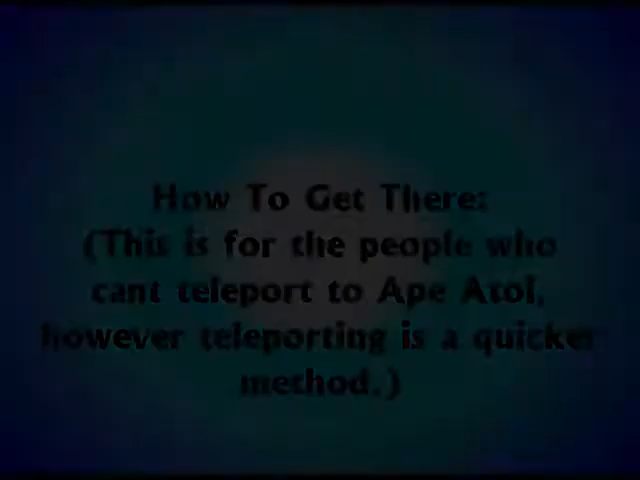 How To Get There:
(This is for the people who
cant teleport to Ape Atol,
however teleporting is a quicker
method.)